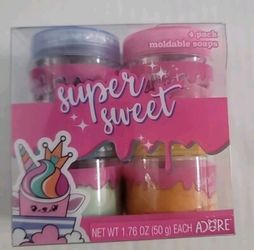 4 pack
moldable soaps
super
sweet
NET WT 1.76 OZ (50 g) EACH ADORE